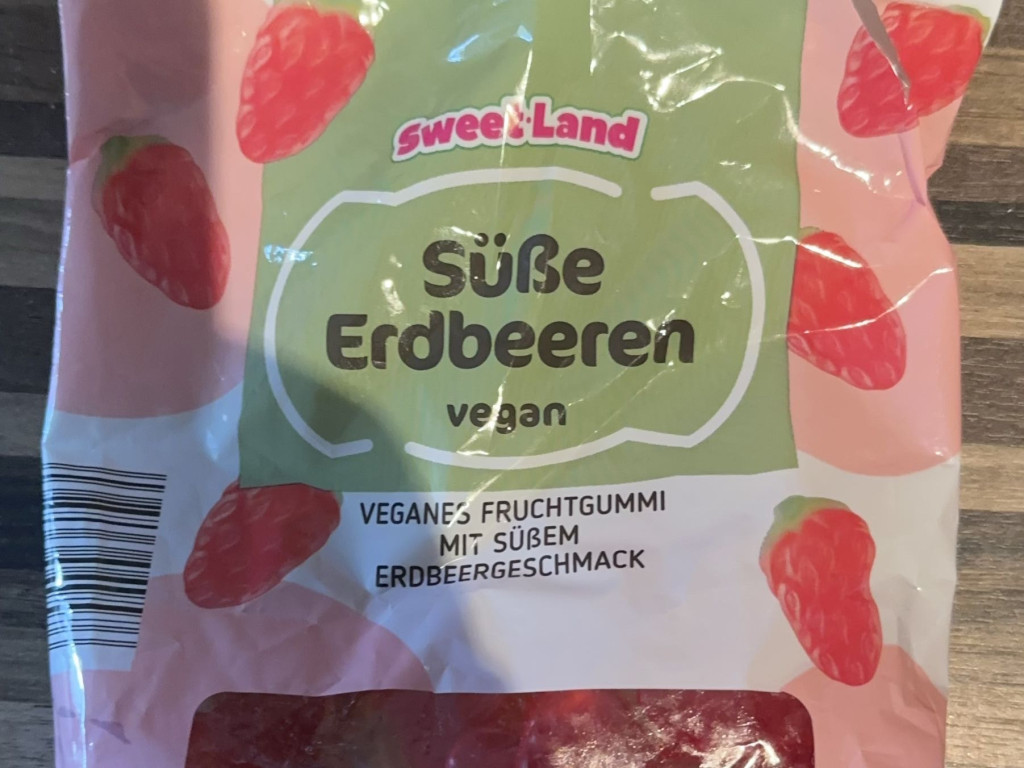 Sweet-Land
Süße
Erdbeeren
vegan
VEGANES FRUCHTGUMMI
MIT SÜßEM
ERDBEERGESCHMACK